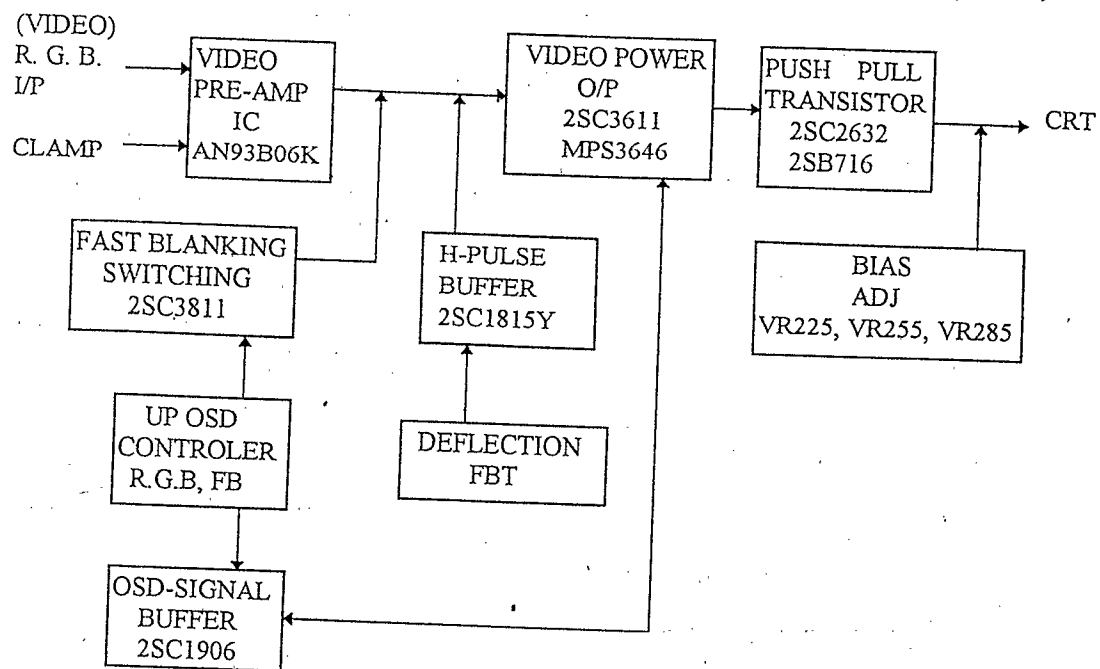 (VIDEO)
R. G. B.
I/P
CLAMP
VIDEO
PRE-AMP
IC
AN93B06K
VIDEO POWER
O/P
2SC3611
MPS3646
PUSH PULL
TRANSISTOR
2SC2632
2SB716
CRT
FAST BLANKING
SWITCHING
2SC3811
H-PULSE
BUFFER
2SC1815Y
BIAS
ADJ
VR225, VR255, VR285
UP OSD
CONTROLER
R.G.B, FB
DEFLECTION
FBT
OSD-SIGNAL
BUFFER
2SC1906